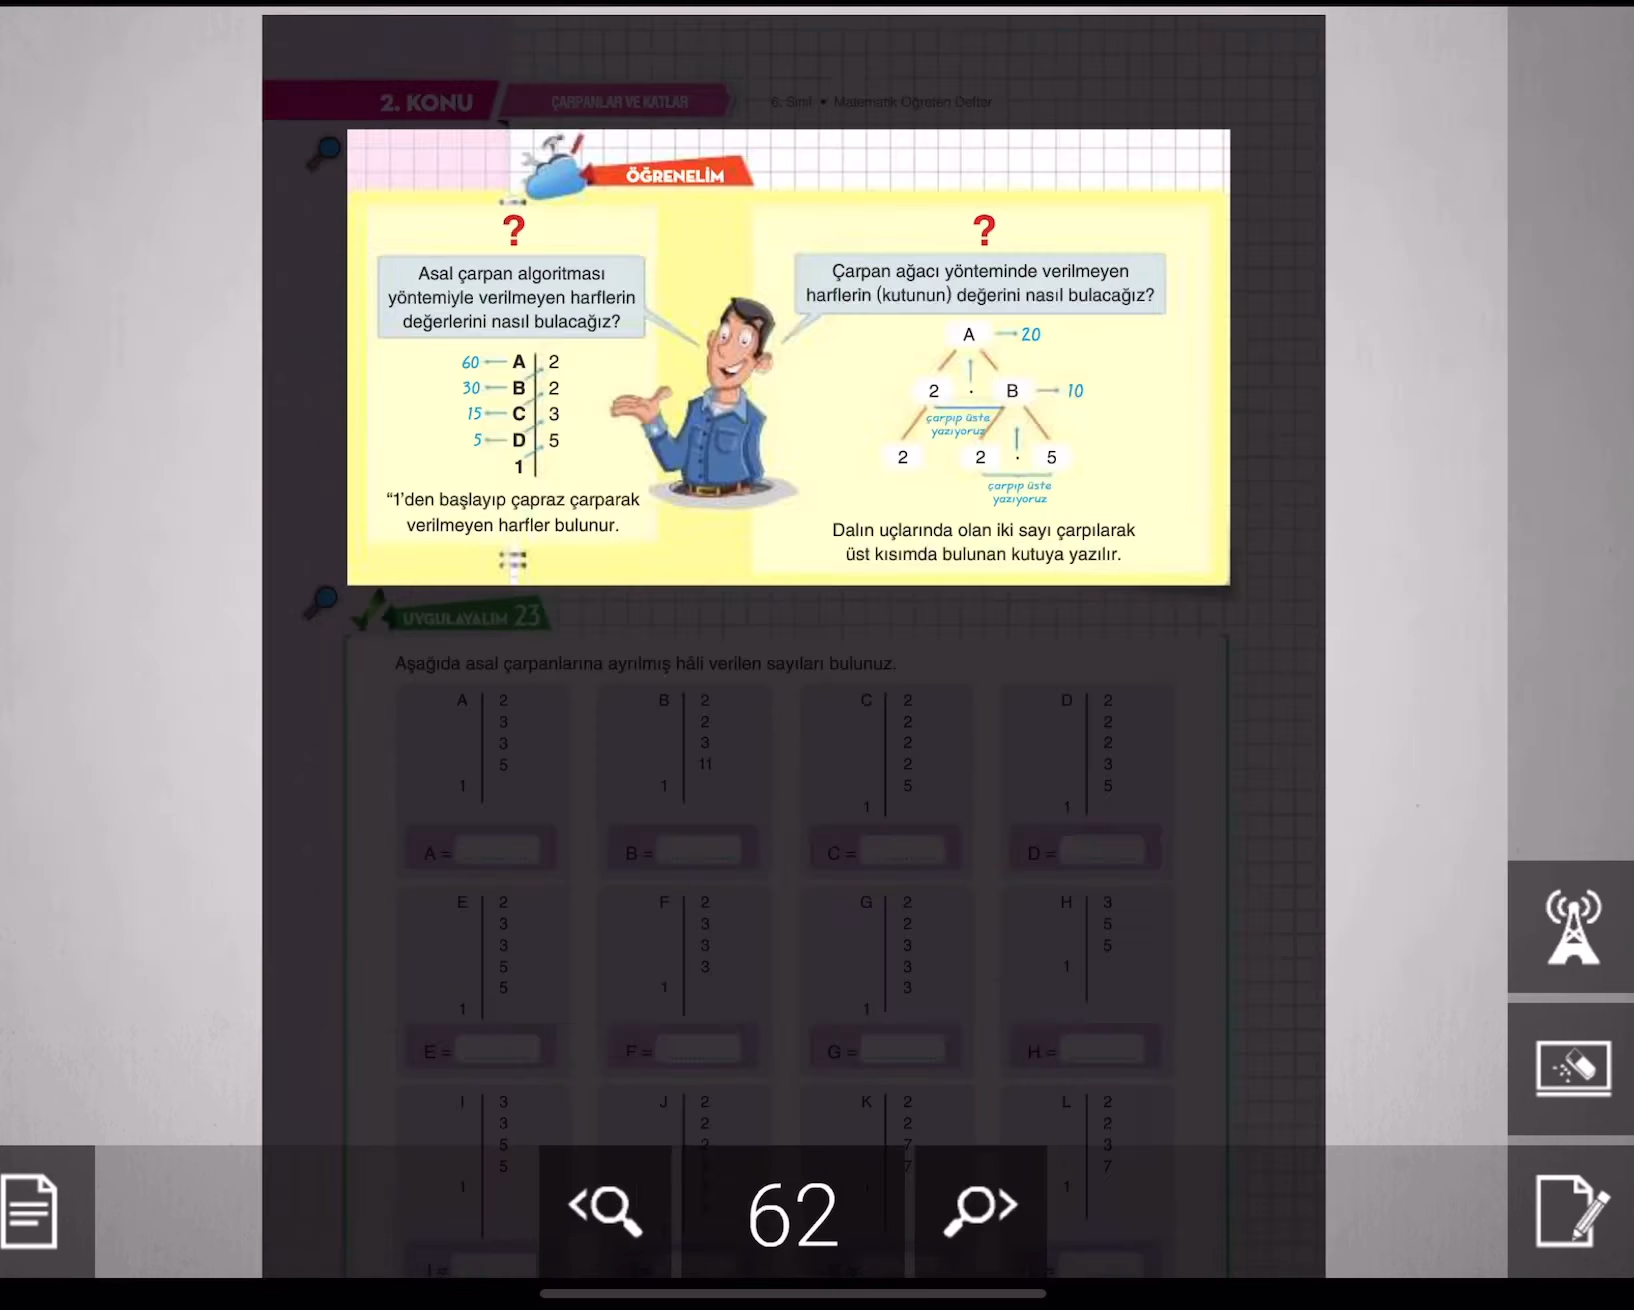 2. KONU
ÇARPANLAR VE KATLAR
6. Sınıf • Matematik Öğreten Defter
ÖĞRENELİM
?
Asal çarpan algoritması
yöntemiyle verilmeyen harflerin
değerlerini nasıl bulacağız?
60 A 2
30 B 2
15 C 3
5 D 5
1
"1'den başlayıp çapraz çarparak
verilmeyen harfler bulunur.
?
Çarpan ağacı yönteminde verilmeyen
harflerin (kutunun) değerini nasıl bulacağız?
A 20
2 . B 10
çarpıp üste
yazıyoruz
2 2 . 5
çarpıp üste
yazıyoruz
Dalın uçlarında olan iki sayı çarpılarak
üst kısımda bulunan kutuya yazılır.
UYGULAYALIM 23
Aşağıda asal çarpanlarına ayrılmış hâli verilen sayıları bulunuz.
A 2 B 2 C 2 D 2
3 2 2 2
3 3 2 2
5 11 2 3
1 1 5 5
1 1
A = B = C = D =
E 2 F 2 G 2 H 3
3 3 2 5
3 3 3 5
5 3 3 1
5 1 3
1 1
E = F = G = H =
I 3 J 2 K 2 L 2
3 2 2 2
5 2 7 3
5 7 7
1 1
I =
62